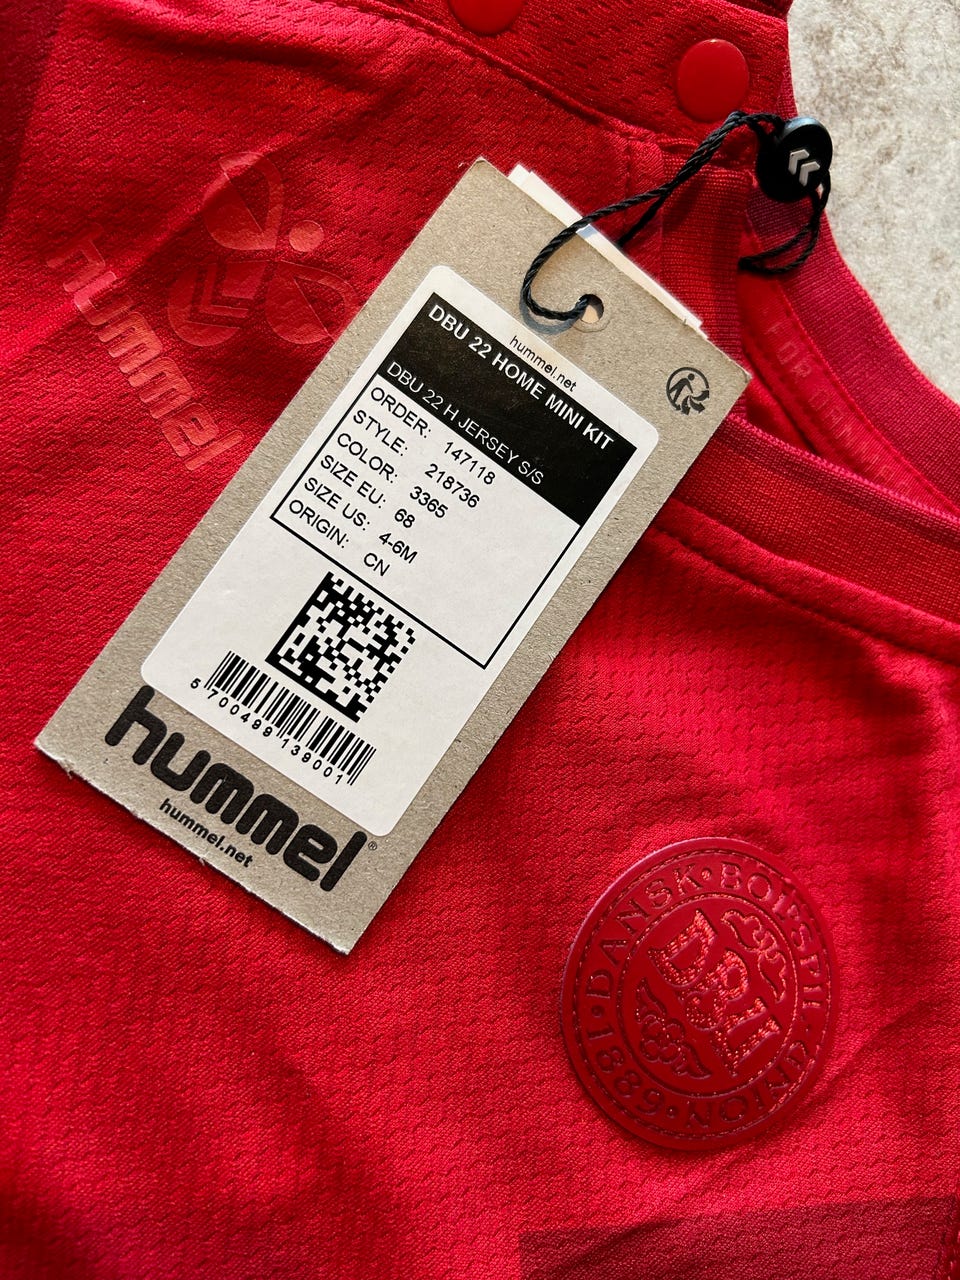 hummel
hummel.net
DBU 22 HOME MINI KIT
DBU 22 H JERSEY S/S
ORDER: 147118
STYLE: 218736
COLOR: 3365
SIZE EU: 68
SIZE US: 4-6M
ORIGIN: CN
5 700499 139001
hummel®
hummel.net
DANSK·BOLDSPIL·UNION·1889·
DBU